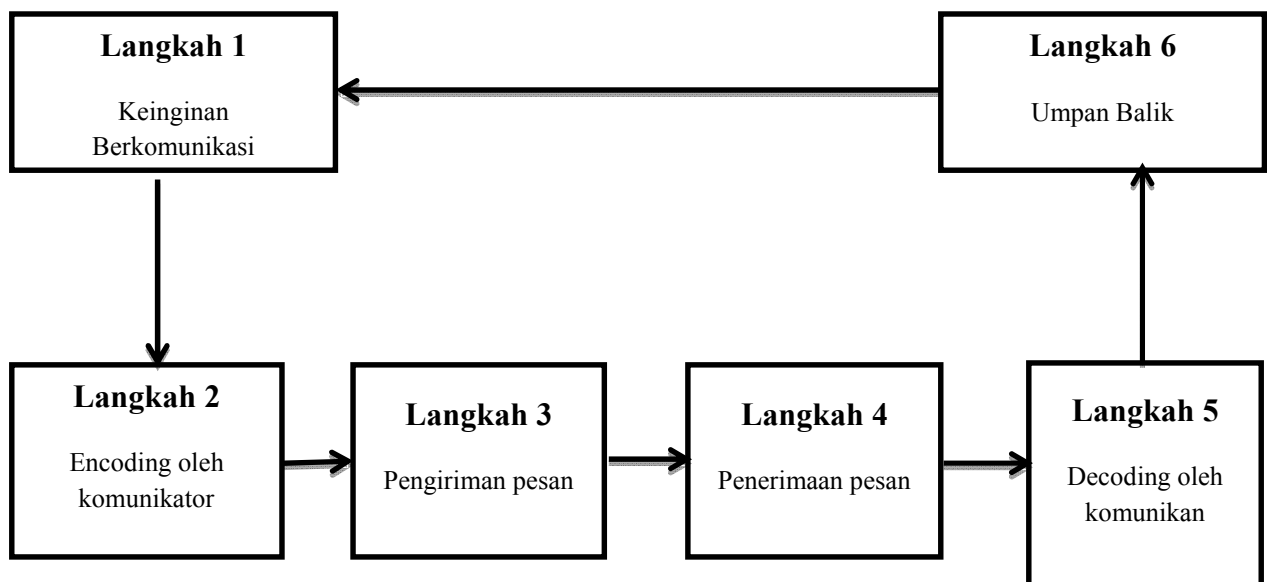 Langkah 1
Keinginan
Berkomunikasi
Langkah 6
Umpan Balik
Langkah 2
Encoding oleh
komunikator
Langkah 3
Pengiriman pesan
Langkah 4
Penerimaan pesan
Langkah 5
Decoding oleh
komunikan